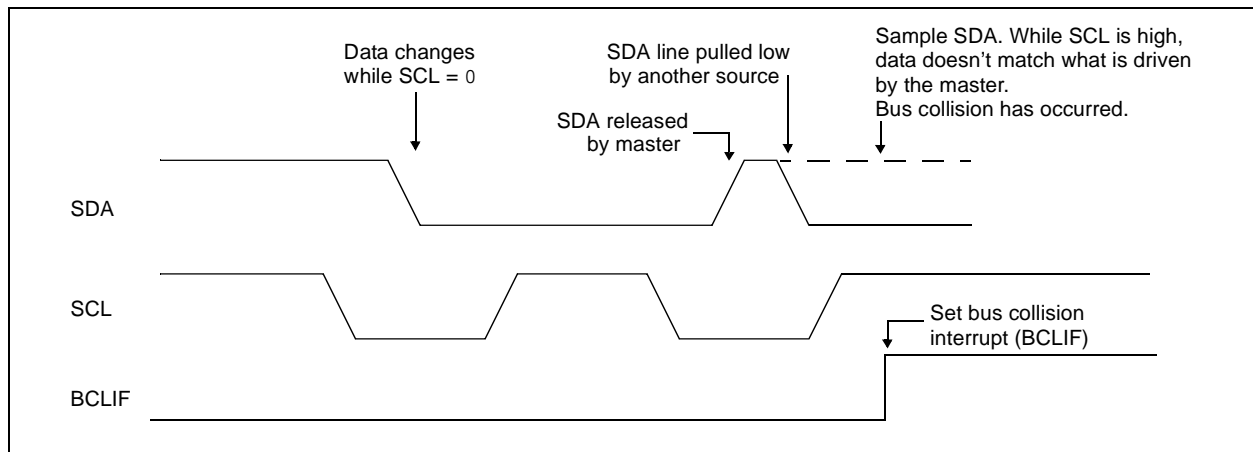 Data changes
while SCL = 0
SDA line pulled low
by another source
Sample SDA. While SCL is high,
data doesn't match what is driven
by the master.
Bus collision has occurred.
SDA released
by master
SDA
SCL
Set bus collision
interrupt (BCLIF)
BCLIF